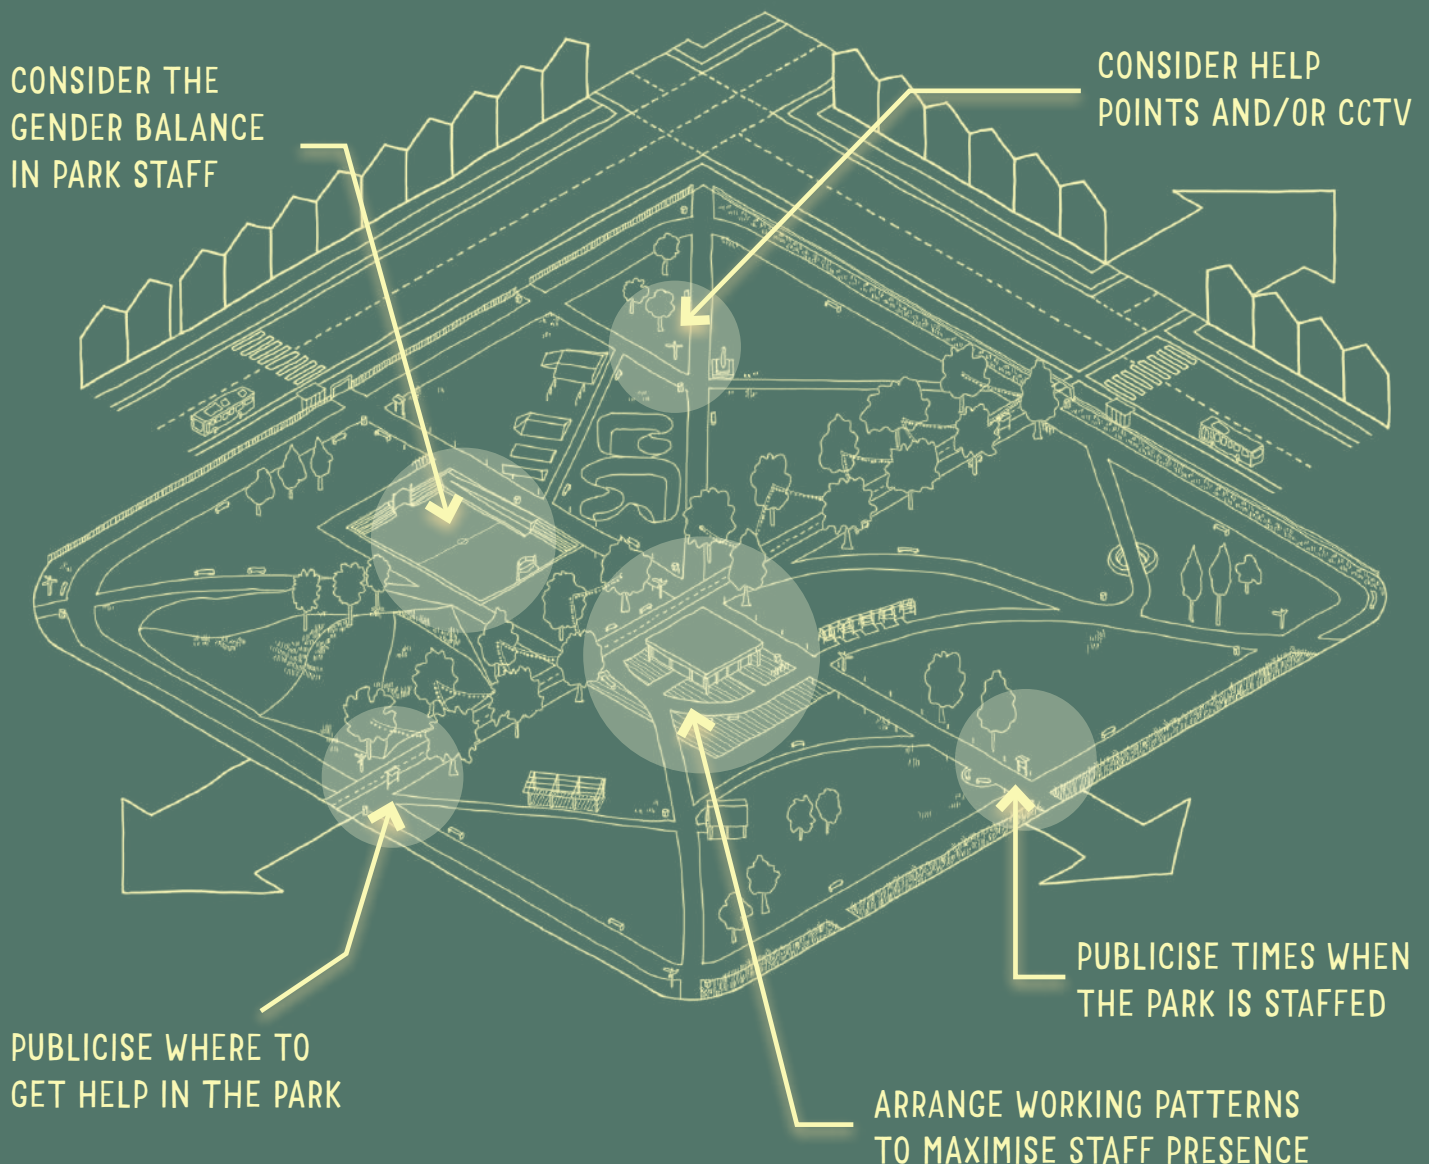 CONSIDER THE
GENDER BALANCE
IN PARK STAFF
CONSIDER HELP
POINTS AND/OR CCTV
PUBLICISE TIMES WHEN
THE PARK IS STAFFED
PUBLICISE WHERE TO
GET HELP IN THE PARK
ARRANGE WORKING PATTERNS
TO MAXIMISE STAFF PRESENCE